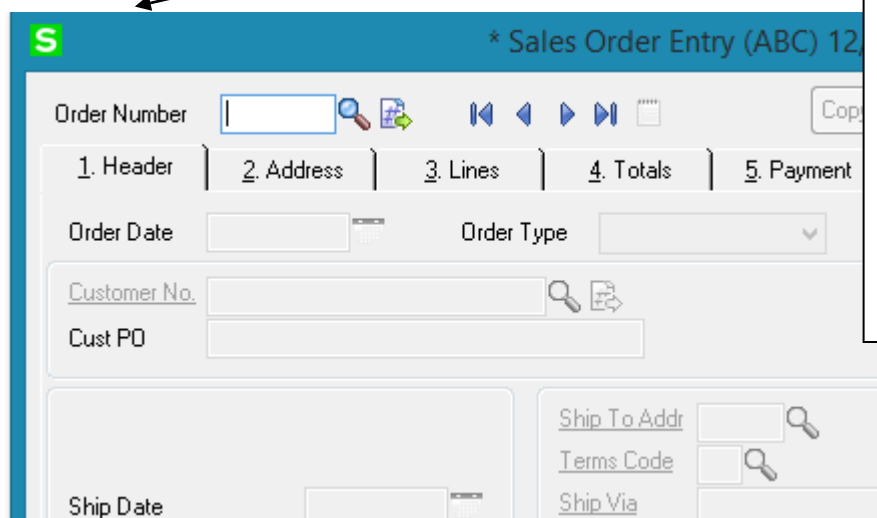 S * Sales Order Entry (ABC) 12/
Order Number Copy
1. Header 2. Address 3. Lines 4. Totals 5. Payment
Order Date Order Type
Customer No.
Cust PO
Ship To Addr
Terms Code
Ship Date Ship Via